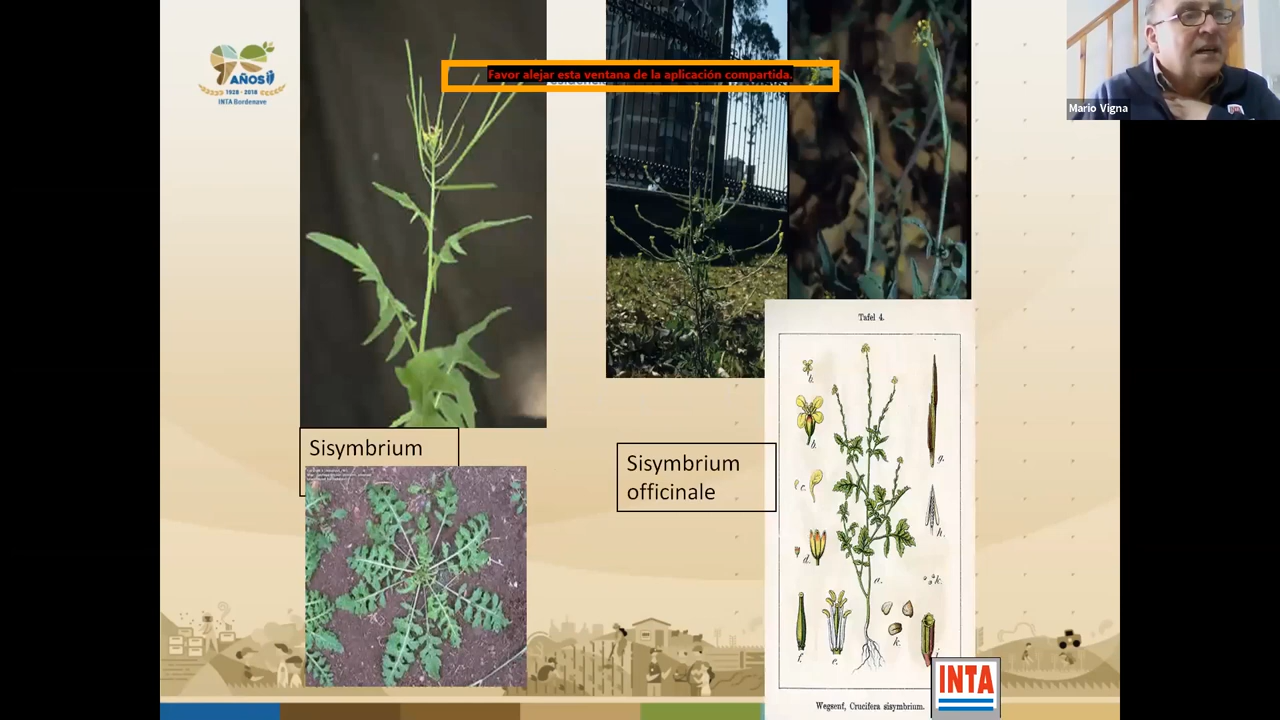 AÑOS
1928 - 2018
INTA Bordenave
Favor alejar esta ventana de la aplicación compartida.
Mario Vigna
Sisymbrium
Sisymbrium
officinale
Tafel 4.
b.
b.
c.
d.
a.
g.
h.
k.
f.
e.
k.
Wegsenf, Crucifera sisymbrium.
INTA
INTA